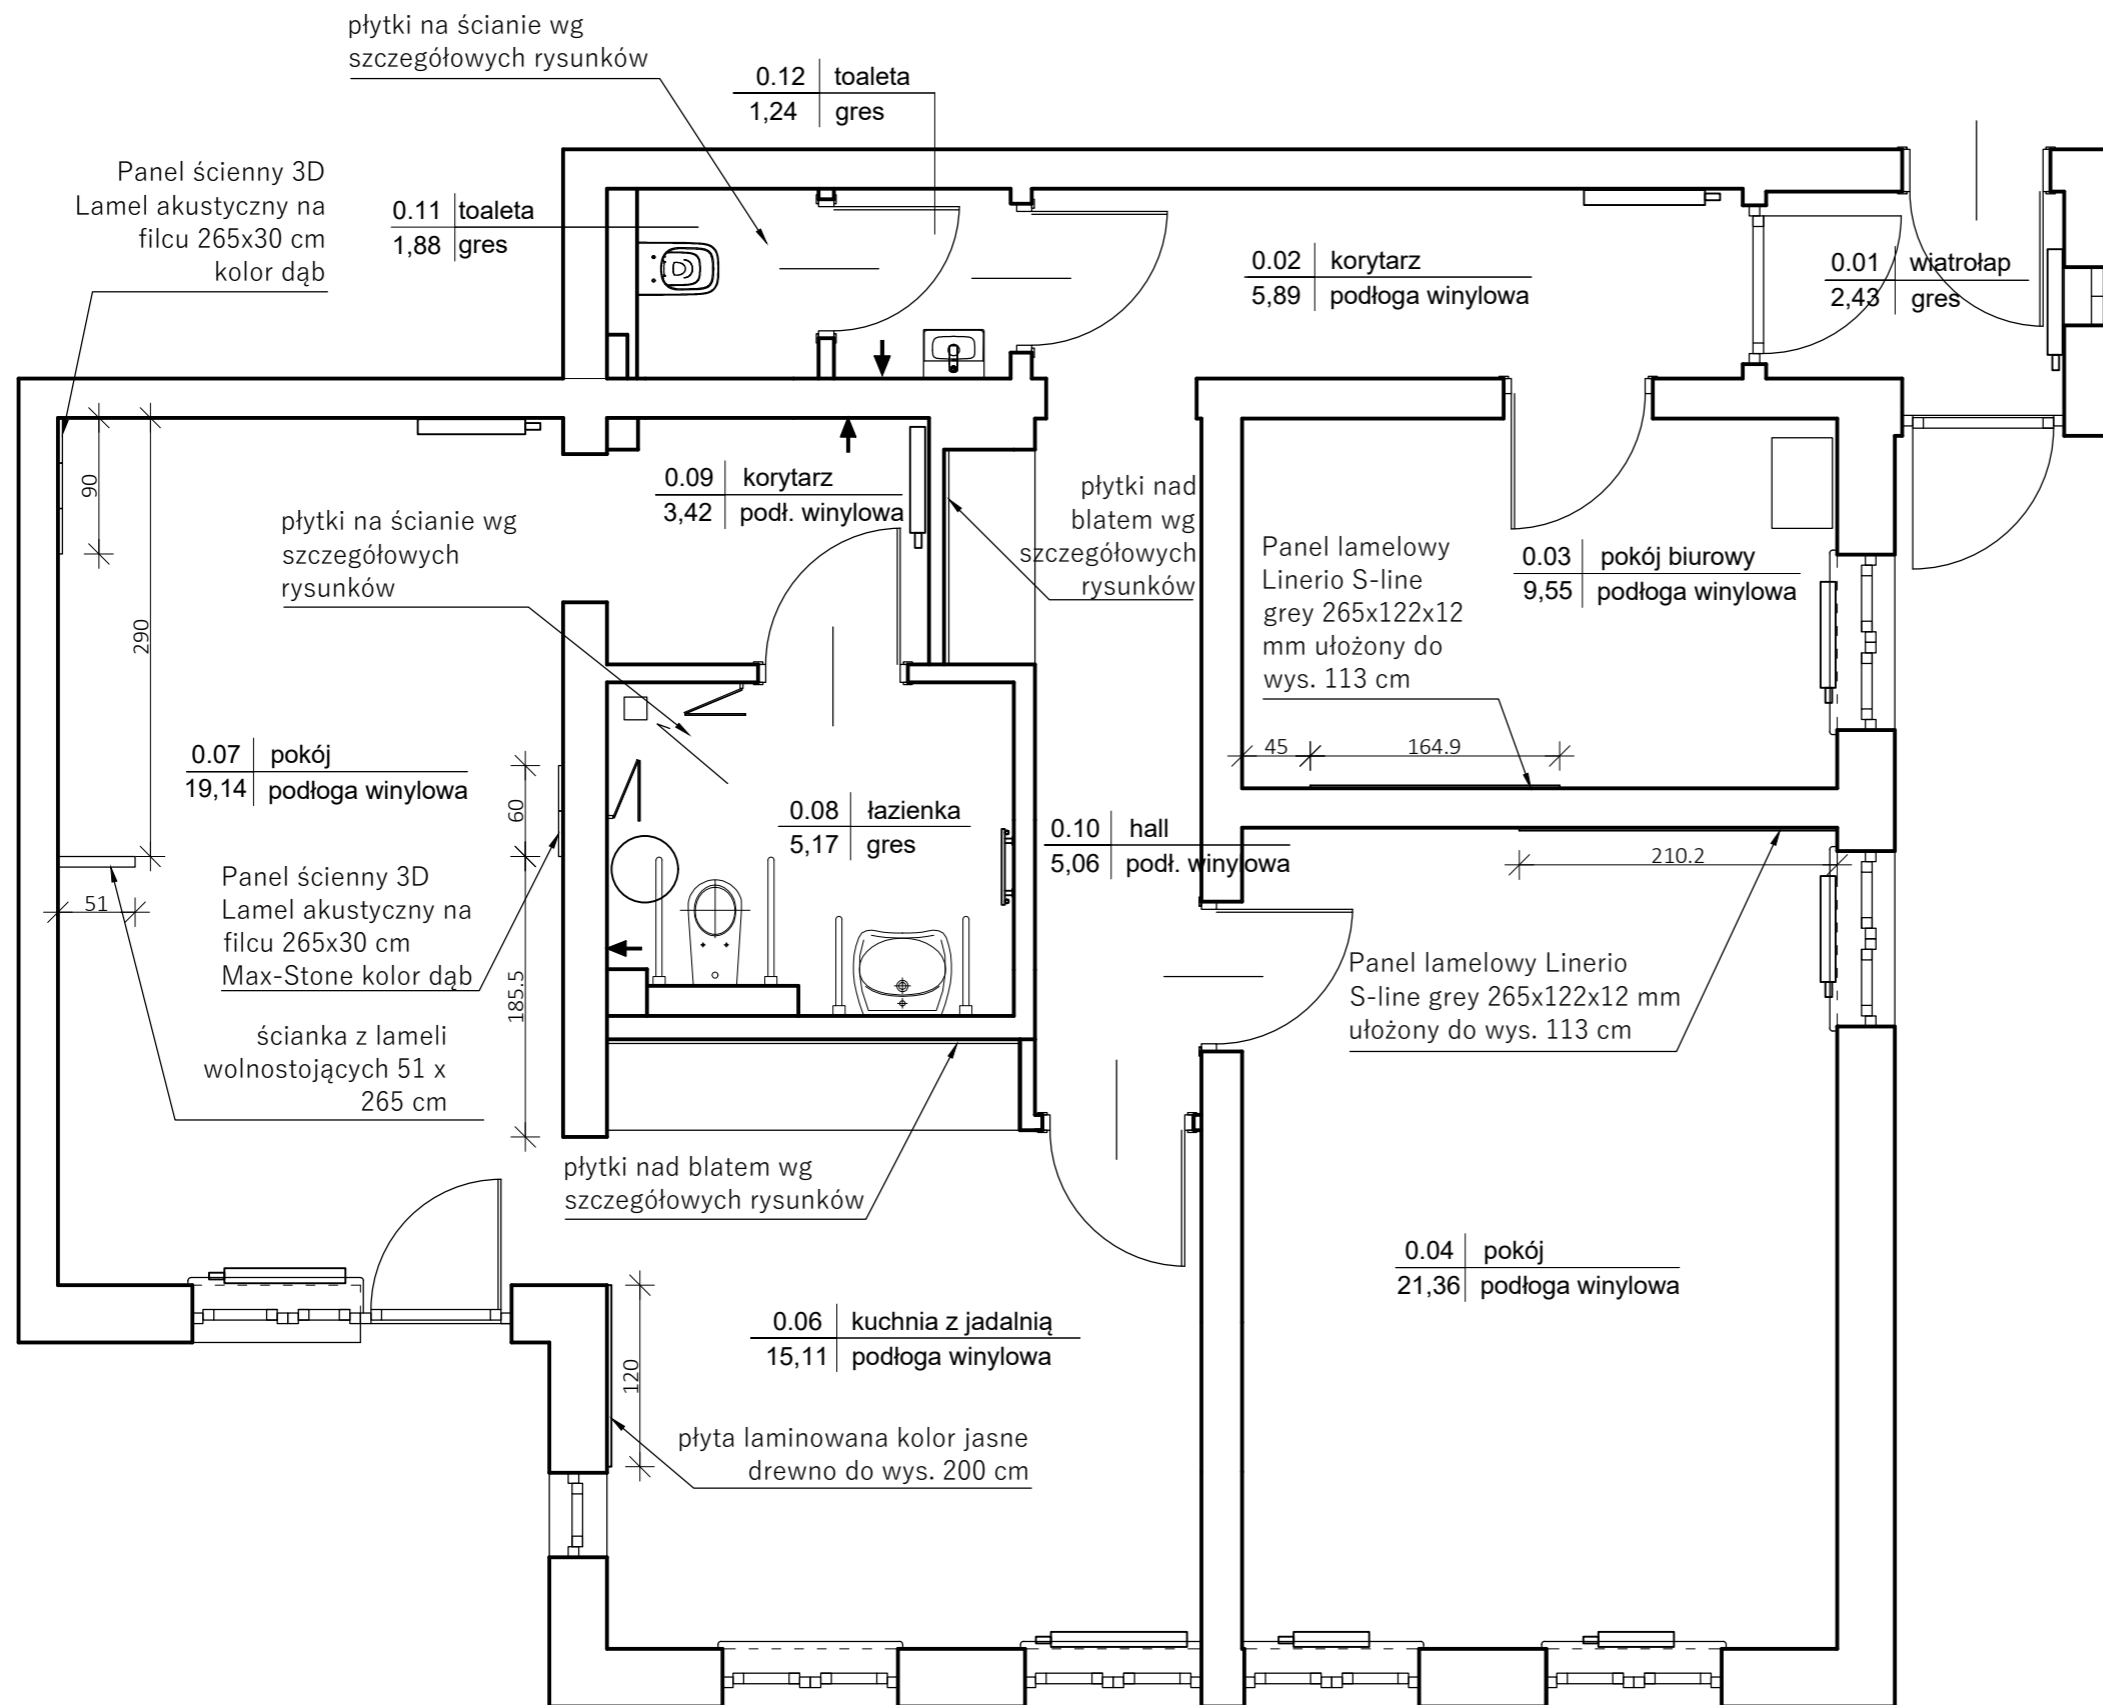 płytki na ścianie wg
szczegółowych rysunków
0.12 toaleta
1,24 gres
Panel ścienny 3D
Lamel akustyczny na
filcu 265x30 cm
kolor dąb
0.11 toaleta
1,88 gres
0.02 korytarz
5,89 podłoga winylowa
0.01 wiatrołap
2,43 gres
90
290
0.09 korytarz
3,42 podł. winylowa
płytki na ścianie wg
szczegółowych
rysunków
płytki nad
blatem wg
szczegółowych
rysunków
Panel lamelowy
Linerio S-line
grey 265x122x12
mm ułożony do
wys. 113 cm
0.03 pokój biurowy
9,55 podłoga winylowa
45
164.9
0.07 pokój
19,14 podłoga winylowa
60
0.08 łazienka
5,17 gres
0.10 hall
5,06 podł. winylowa
210.2
51
Panel ścienny 3D
Lamel akustyczny na
filcu 265x30 cm
Max-Stone kolor dąb
185.5
Panel lamelowy Linerio
S-line grey 265x122x12 mm
ułożony do wys. 113 cm
ścianka z lameli
wolnostojących 51 x
265 cm
płytki nad blatem wg
szczegółowych rysunków
0.04 pokój
21,36 podłoga winylowa
0.06 kuchnia z jadalnią
15,11 podłoga winylowa
120
płyta laminowana kolor jasne
drewno do wys. 200 cm